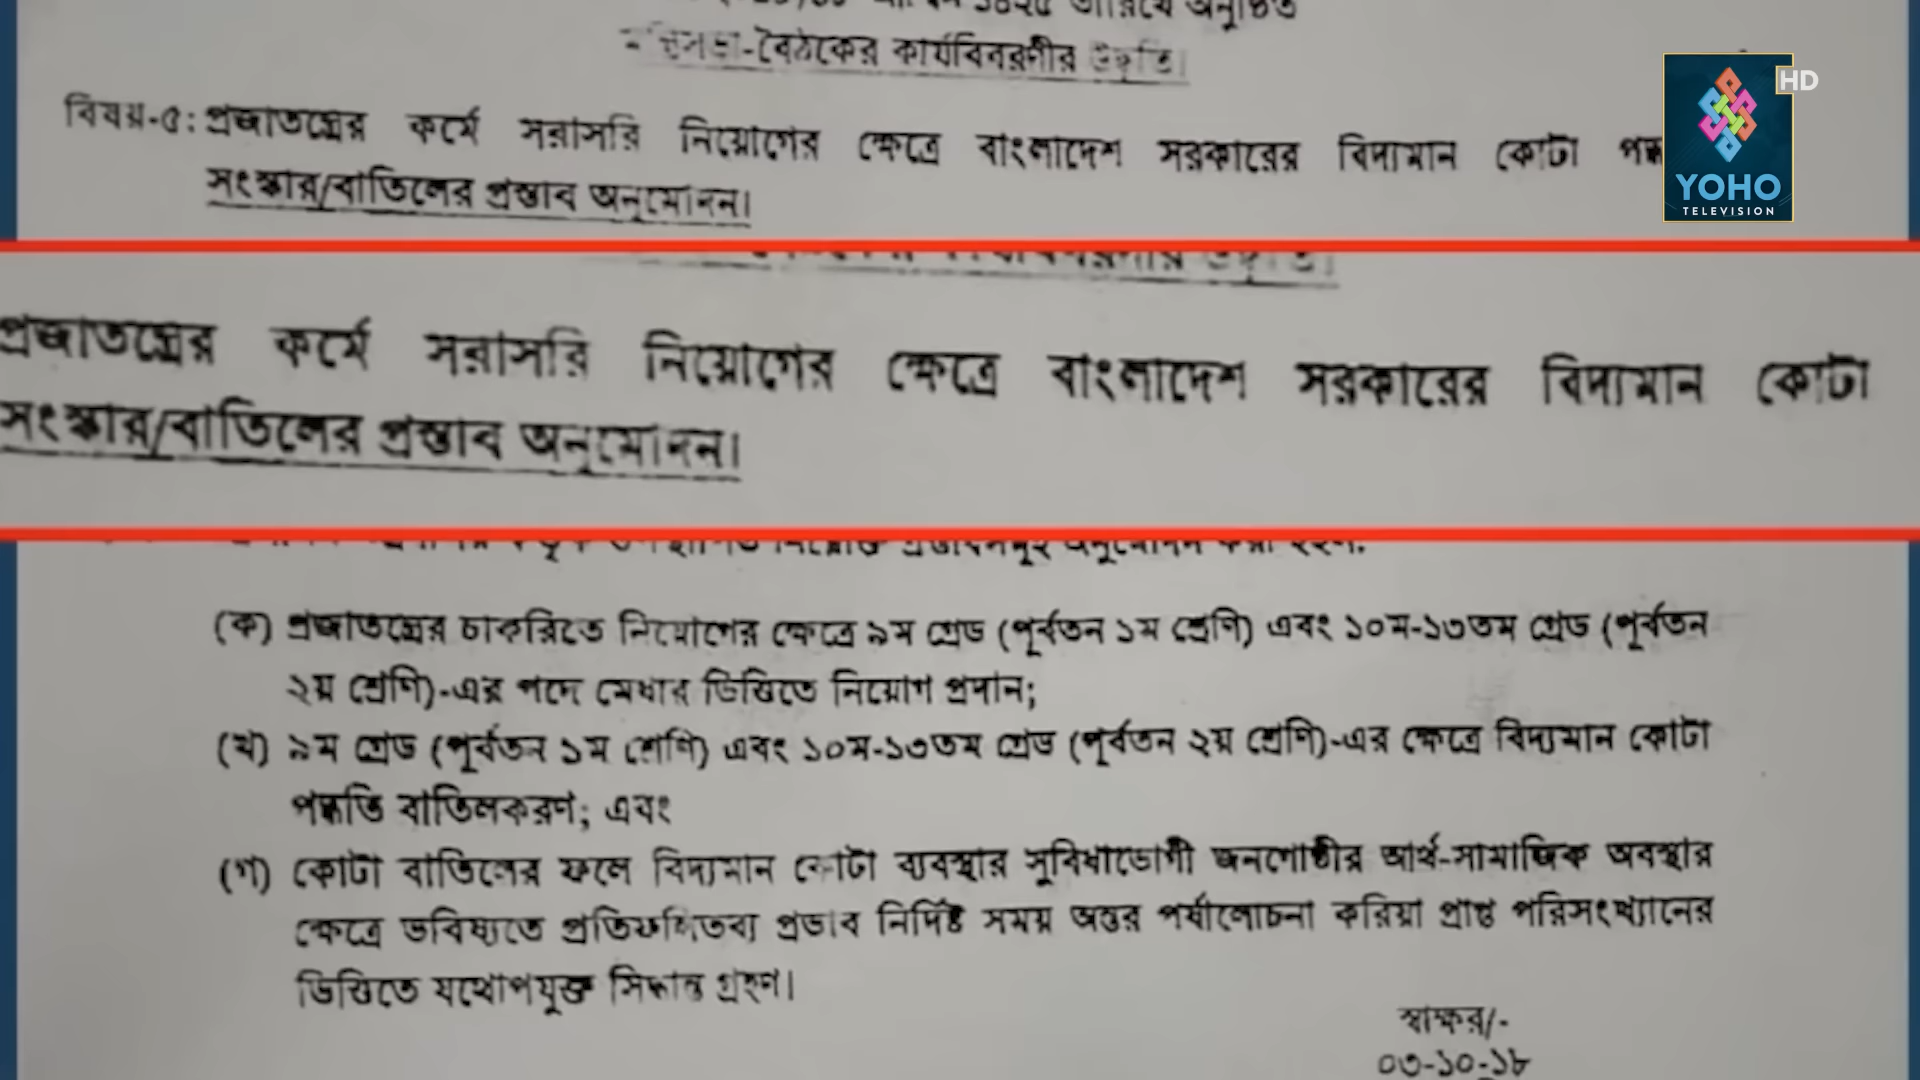 তারিখে অনুষ্ঠিত
বৈঠকের কার্যবিবরণীর
HD
বিষয়-৫: প্রজাতন্ত্রের কর্মে সরাসরি নিয়োগের ক্ষেত্রে বাংলাদেশ সরকারের বিদ্যমান কোটা
সংস্কার/বাতিলের প্রস্তাব অনুমোদন।
YOHO
TELEVISION
প্রজাতন্ত্রের কর্মে সরাসরি নিয়োগের ক্ষেত্রে বাংলাদেশ সরকারের বিদ্যমান কোটা
সংস্কার/বাতিলের প্রস্তাব অনুমোদন।
(ক) প্রজাতন্ত্রের চাকরিতে নিয়োগের ক্ষেত্রে ৯ম গ্রেড (পূর্বতন ১ম শ্রেণি) এবং ১০ম-১৩তম গ্রেড (পূর্বতন
২য় শ্রেণি)-এর পদে মেধার ভিত্তিতে নিয়োগ প্রদান;
(খ) ৯ম গ্রেড (পূর্বতন ১ম শ্রেণি) এবং ১০ম-১৩তম গ্রেড (পূর্বতন ২য় শ্রেণি)-এর ক্ষেত্রে বিদ্যমান কোটা
পদ্ধতি বাতিলকরণ; এবং
(গ) কোটা বাতিলের ফলে বিদ্যমান কোটা ব্যবস্থার সুবিধাভোগী জনগোষ্ঠীর আর্থ-সামাজিক অবস্থার
ক্ষেত্রে ভবিষ্যতে প্রতিফলিতব্য প্রভাব নির্দিষ্ট সময় অন্তর পর্যালোচনা করিয়া প্রাপ্ত পরিসংখ্যানের
ভিত্তিতে যথোপযুক্ত সিদ্ধান্ত গ্রহণ।
স্বাক্ষর/-
০৩-১০-১৮